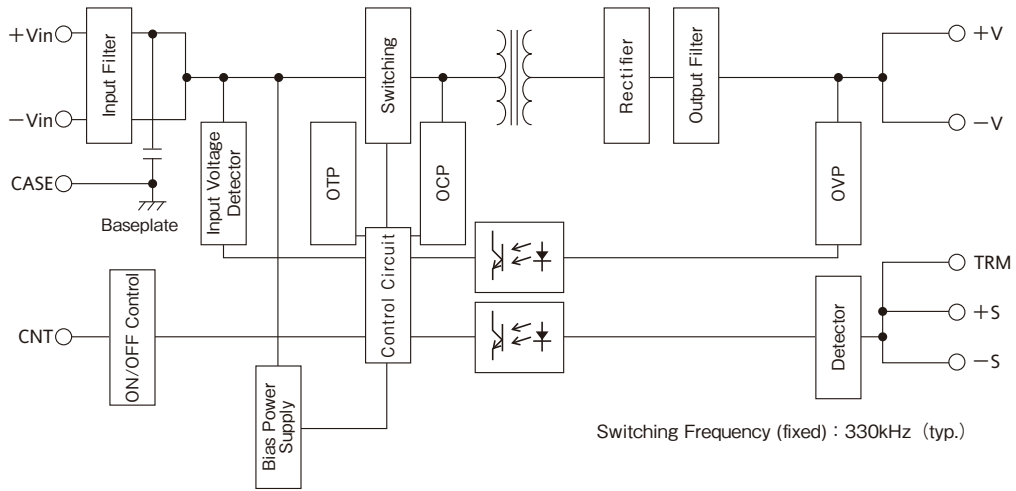 +Vin
Input Filter
−Vin
CASE
Baseplate
Input Voltage
Detector
Switching
OTP
OCP
Rectifier
Output Filter
OVP
+V
−V
CNT
ON/OFF Control
Bias Power
Supply
Control Circuit
Detector
TRM
+S
−S
Switching Frequency (fixed) : 330kHz (typ.)